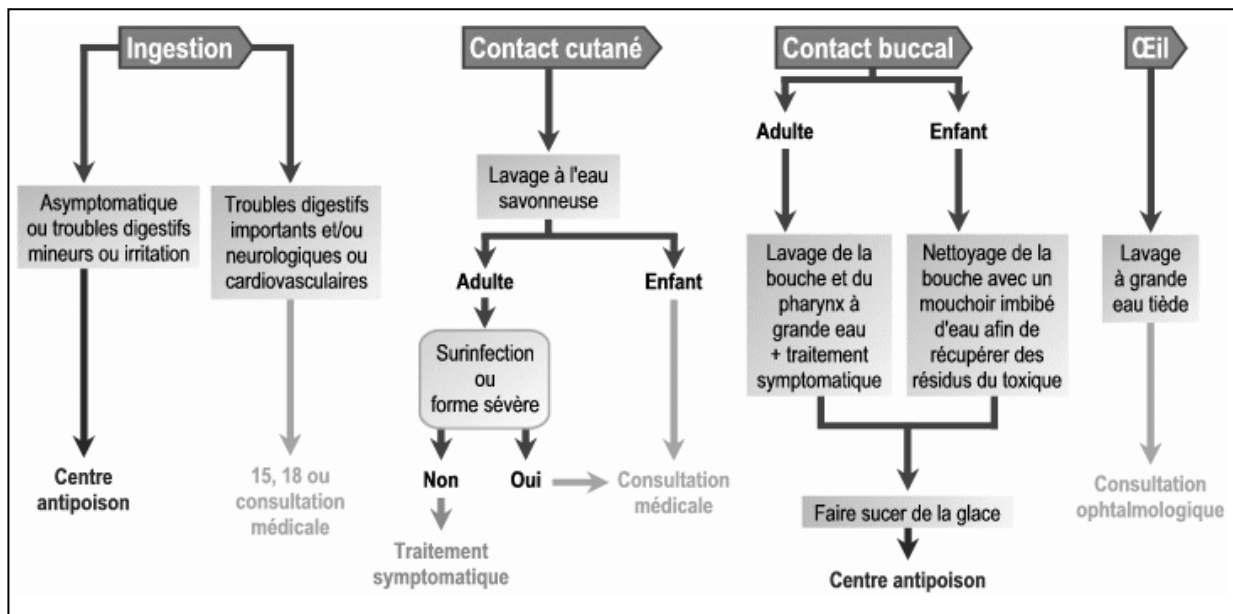 Ingestion
Asymptomatique
ou troubles digestifs
mineurs ou irritation
Centre
antipoison
Troubles digestifs
importants et/ou
neurologiques ou
cardiovasculaires
15, 18 ou
consultation
médicale
Contact cutané
Lavage à l'eau
savonneuse
Adulte
Enfant
Surinfection
ou
forme sévère
Non
Oui
Consultation
médicale
Traitement
symptomatique
Contact buccal
Adulte
Enfant
Lavage de la
bouche et du
pharynx à
grande eau
+ traitement
symptomatique
Nettoyage de la
bouche avec un
mouchoir imbibé
d'eau afin de
récupérer des
résidus du toxique
Faire sucer de la glace
Centre antipoison
Œil
Lavage
à grande
eau tiède
Consultation
ophtalmologique